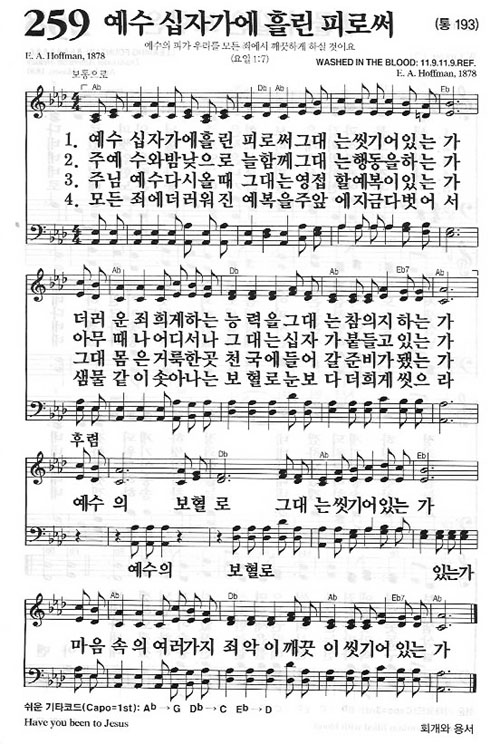 259 예수 십자가에 흘린 피로써 (통 193)
예수의 피가 우리를 모든 죄에서 깨끗하게 하실 것이요
(요일 1:7)
E. A. Hoffman, 1878
WASHED IN THE BLOOD: 11.9.11.9.REF.
E. A. Hoffman, 1878
보통으로
Ab Db Ab Eb
1. 예수 십자가에흘린 피로써그대 는씻기어있는 가
2. 주예 수와밤낮으로 늘함께그대 는행동을하는 가
3. 주님 예수다시올때 그대는영접 할예복이있는 가
4. 모든 죄에더러워진 예복을주앞 에지금다벗어 서
Ab Db Ab Eb7 Ab
더러 운죄희게하는 능력을그대 는참의지하는 가
아무 때나어디서나 그대는십자 가붙들고있는 가
그대 몸은거룩한곳 천국에들어 갈준비가됐는 가
샘물 같이솟아나는 보혈로눈보 다더희게씻으 라
후렴
Db Ab Eb
예수 의 보혈 로 그대 는씻기어있는 가
예수의 보혈로 있는가
Ab Db Ab Eb7 Ab
마음 속의여러가지 죄악이깨끗 이씻기어있는 가
쉬운 기타코드(Capo=1st): Ab→G Db→C Eb→D
Have you been to Jesus
회개와 용서